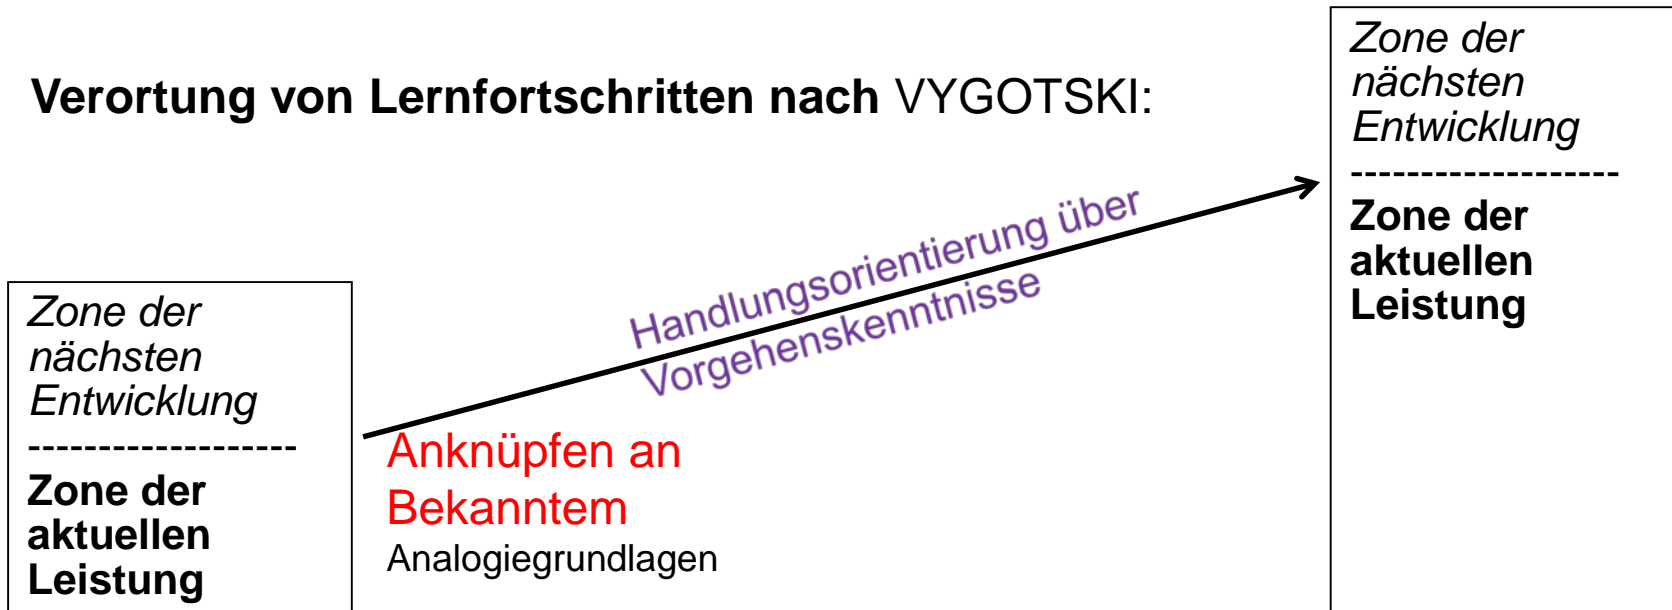 Verortung von Lernfortschritten nach VYGOTSKI:
Zone der
nächsten
Entwicklung
-------------------
Zone der
aktuellen
Leistung
Anknüpfen an
Bekanntem
Analogiegrundlagen
Handlungsorientierung über
Vorgehenskenntnisse
Zone der
nächsten
Entwicklung
-------------------
Zone der
aktuellen
Leistung